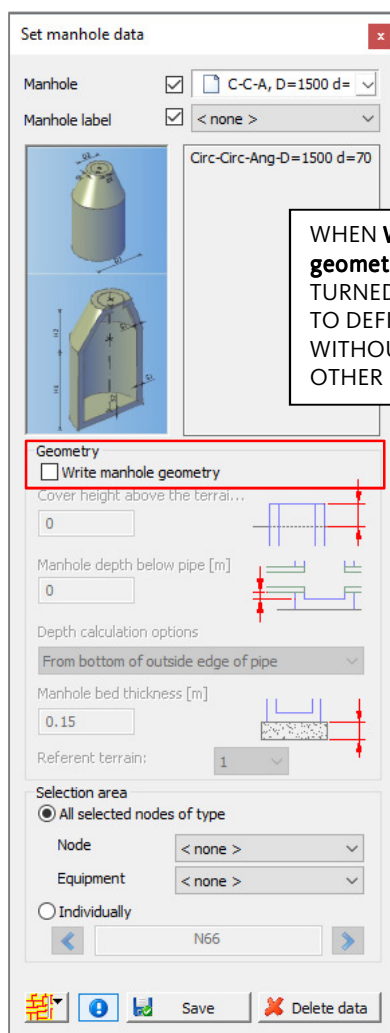 Set manhole data
x
Manhole
C-C-A, D=1500 d=
Manhole label
< none >
Circ-Circ-Ang-D=1500 d=70
WHEN
geomet
TURNED
TO DEF
WITHOU
OTHER
Geometry
Write manhole geometry
Cover height above the terrai...
0
Manhole depth below pipe [m]
0
Depth calculation options
From bottom of outside edge of pipe
Manhole bed thickness [m]
0.15
Referent terrain:
1
Selection area
All selected nodes of type
Node
< none >
Equipment
< none >
Individually
N66
Save
Delete data